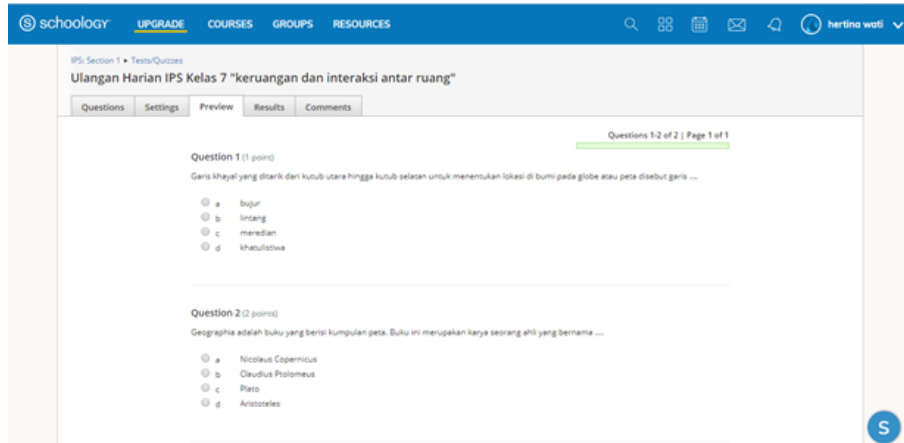 schoology UPGRADE COURSES GROUPS RESOURCES hertina wati
IPS: Section 1 ▸ Tests/Quizzes
Ulangan Harian IPS Kelas 7 "keruangan dan interaksi antar ruang"
Questions Settings Preview Results Comments
Questions 1-2 of 2 | Page 1 of 1
Question 1 (1 point)
Garis khayal yang ditarik dari kutub utara hingga kutub selatan untuk menentukan lokasi di bumi pada globe atau peta disebut garis ....
a bujur
b lintang
c meredian
d khatulistiwa
Question 2 (2 points)
Geographia adalah buku yang berisi kumpulan peta. Buku ini merupakan karya seorang ahli yang bernama ....
a Nicolaus Copernicus
b Claudius Ptolomeus
c Plato
d Aristoteles
S